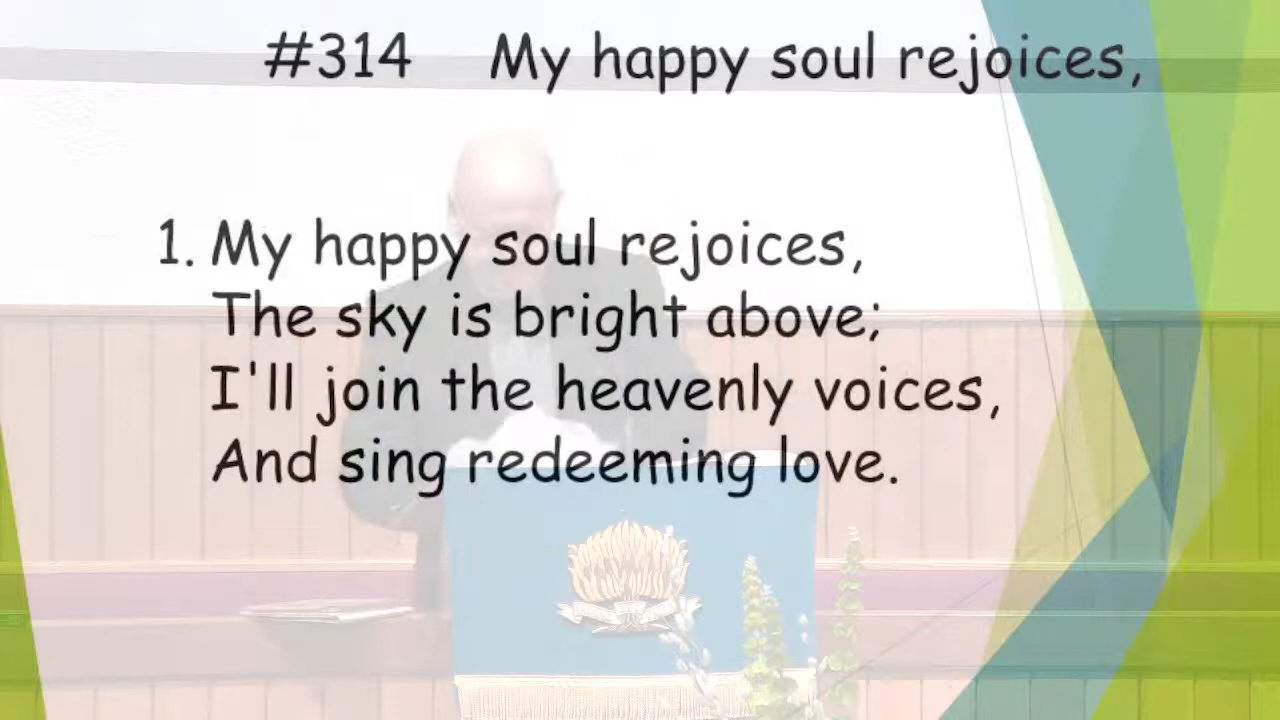 #314 My happy soul rejoices,
1. My happy soul rejoices,
The sky is bright above;
I'll join the heavenly voices,
And sing redeeming love.